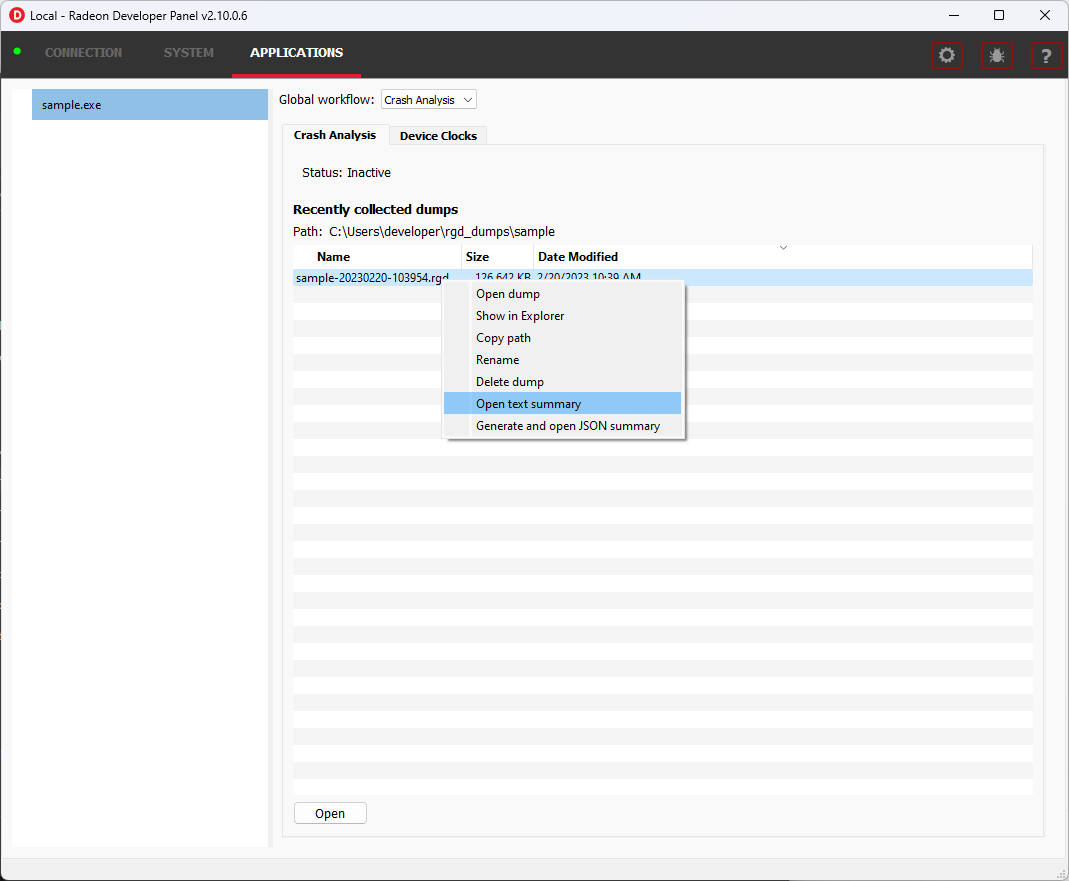 Local - Radeon Developer Panel v2.10.0.6
CONNECTION SYSTEM APPLICATIONS ?
sample.exe
Global workflow: Crash Analysis
Crash Analysis Device Clocks
Status: Inactive
Recently collected dumps
Path: C:\Users\developer\rgd_dumps\sample
Name Size Date Modified
sample-20230220-103954.rgd 126,642 KB 2/20/2023 10:39 AM
Open dump
Show in Explorer
Copy path
Rename
Delete dump
Open text summary
Generate and open JSON summary
Open